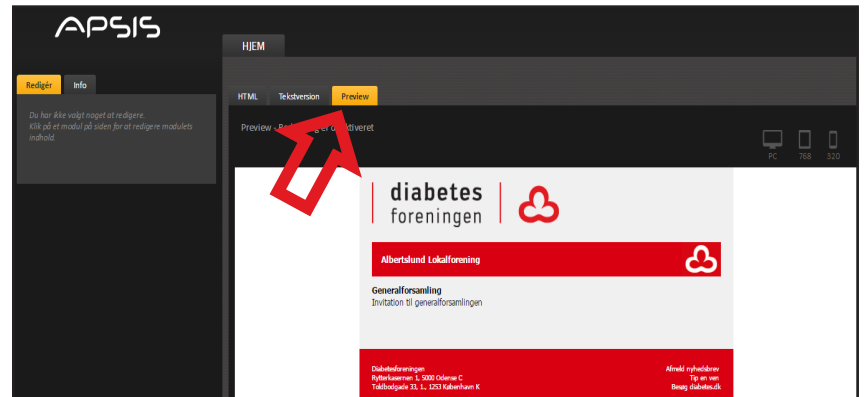 APSIS
HJEM
Redigér Info
HTML Tekstversion Preview
Du har ikke valgt noget at redigere.
Klik på et modul på siden for at redigere modulets
indhold.
Preview - er
PC 768 320
diabetes
foreningen
Albertslund Lokalforening
Generalforsamling
Invitation til generalforsamlingen
Diabetesforeningen
Rytterkasernen 1, 5000 Odense C
Toldbodgade 33, 1., 1253 København K
Afmeld nyhedsbrev
Tip en ven
Besøg diabetes.dk